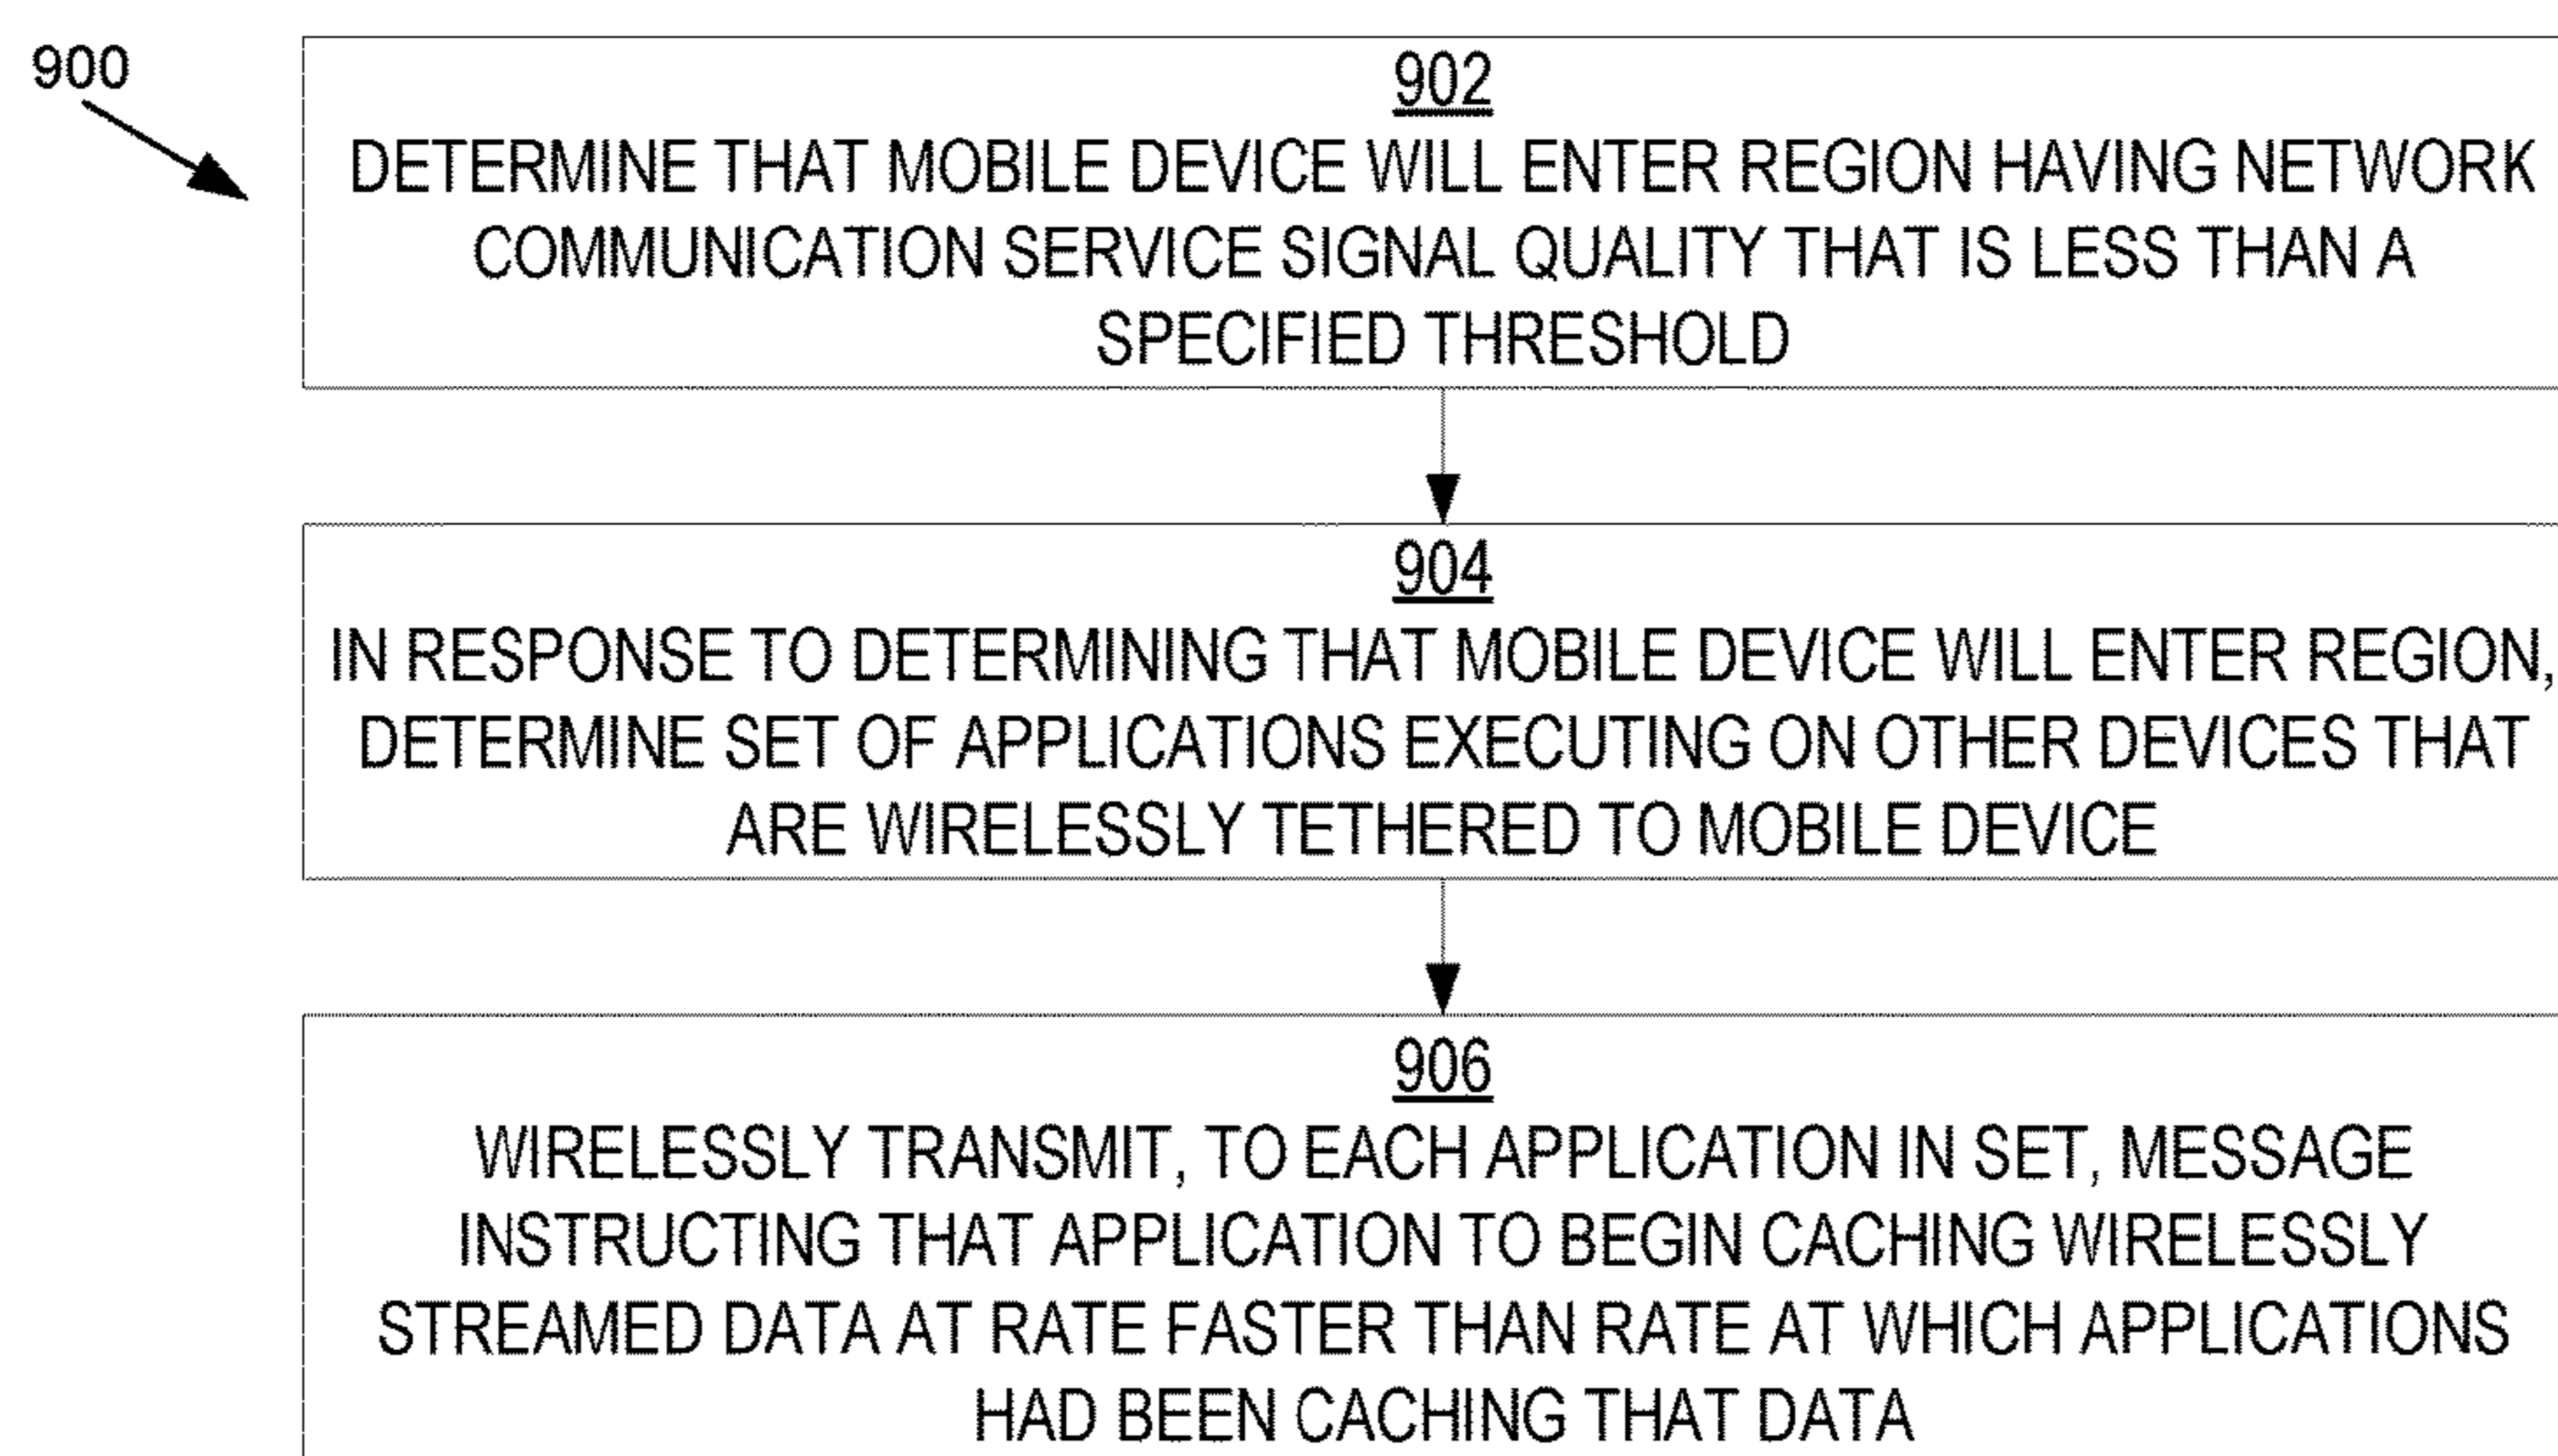 900
902
DETERMINE THAT MOBILE DEVICE WILL ENTER REGION HAVING NETWORK
COMMUNICATION SERVICE SIGNAL QUALITY THAT IS LESS THAN A
SPECIFIED THRESHOLD
904
IN RESPONSE TO DETERMINING THAT MOBILE DEVICE WILL ENTER REGION,
DETERMINE SET OF APPLICATIONS EXECUTING ON OTHER DEVICES THAT
ARE WIRELESSLY TETHERED TO MOBILE DEVICE
906
WIRELESSLY TRANSMIT, TO EACH APPLICATION IN SET, MESSAGE
INSTRUCTING THAT APPLICATION TO BEGIN CACHING WIRELESSLY
STREAMED DATA AT RATE FASTER THAN RATE AT WHICH APPLICATIONS
HAD BEEN CACHING THAT DATA